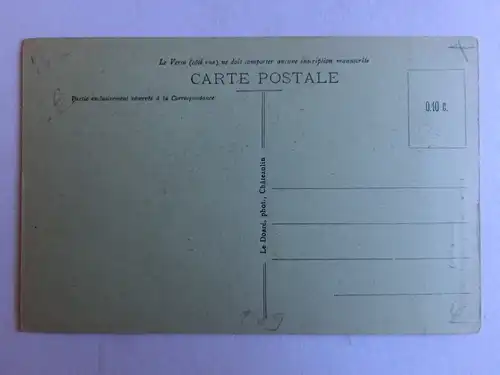 Le Verso (côté vue) ne doit comporter aucune inscription manuscrite
CARTE POSTALE
Partie exclusivement réservée à la Correspondance
0.10 c.
Le Doaré, phot., Châteaulin